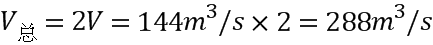 V总 = 2V = 144m³/s × 2 = 288m³/s